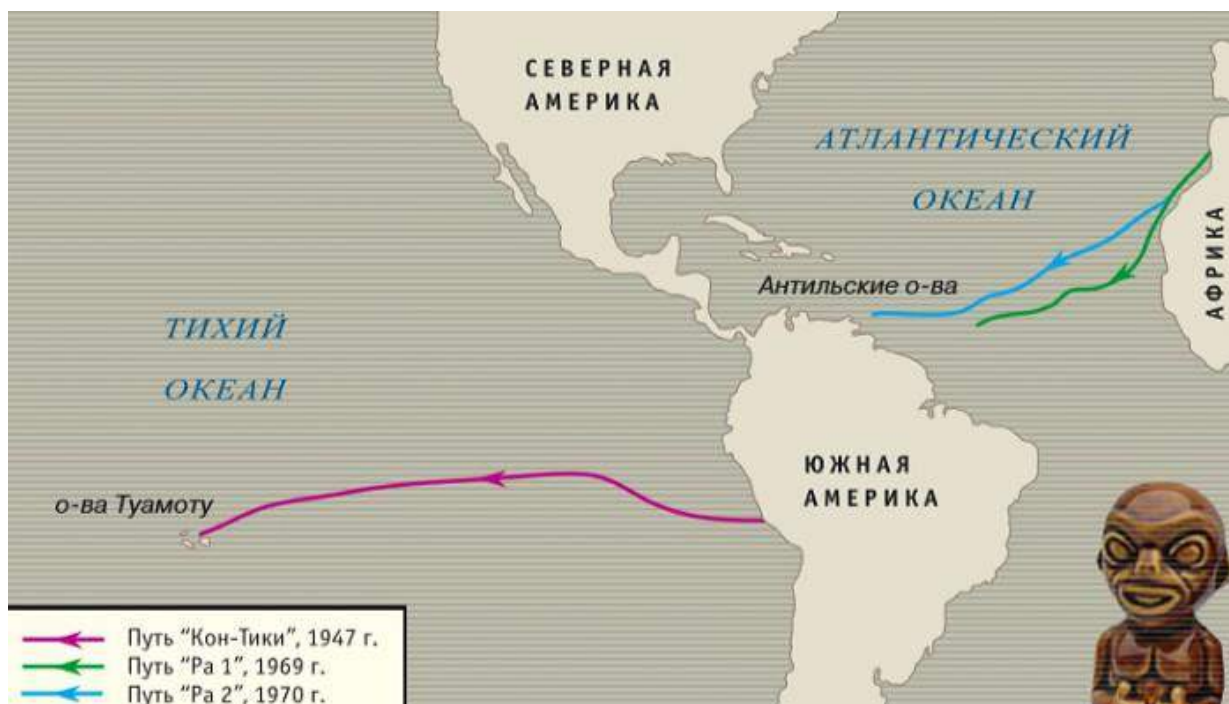 СЕВЕРНАЯ
АМЕРИКА
АТЛАНТИЧЕСКИЙ
ОКЕАН
АФРИКА
Антильские о-ва
ТИХИЙ
ОКЕАН
ЮЖНАЯ
АМЕРИКА
о-ва Туамоту
Путь "Кон-Тики", 1947 г.
Путь "Ра 1", 1969 г.
Путь "Ра 2", 1970 г.